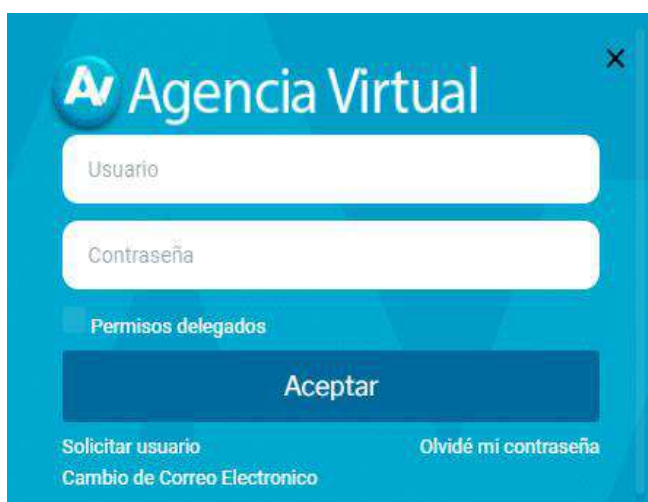 AV Agencia Virtual
Usuario
Contraseña
Permisos delegados
Aceptar
Solicitar usuario Olvidé mi contraseña
Cambio de Correo Electronico